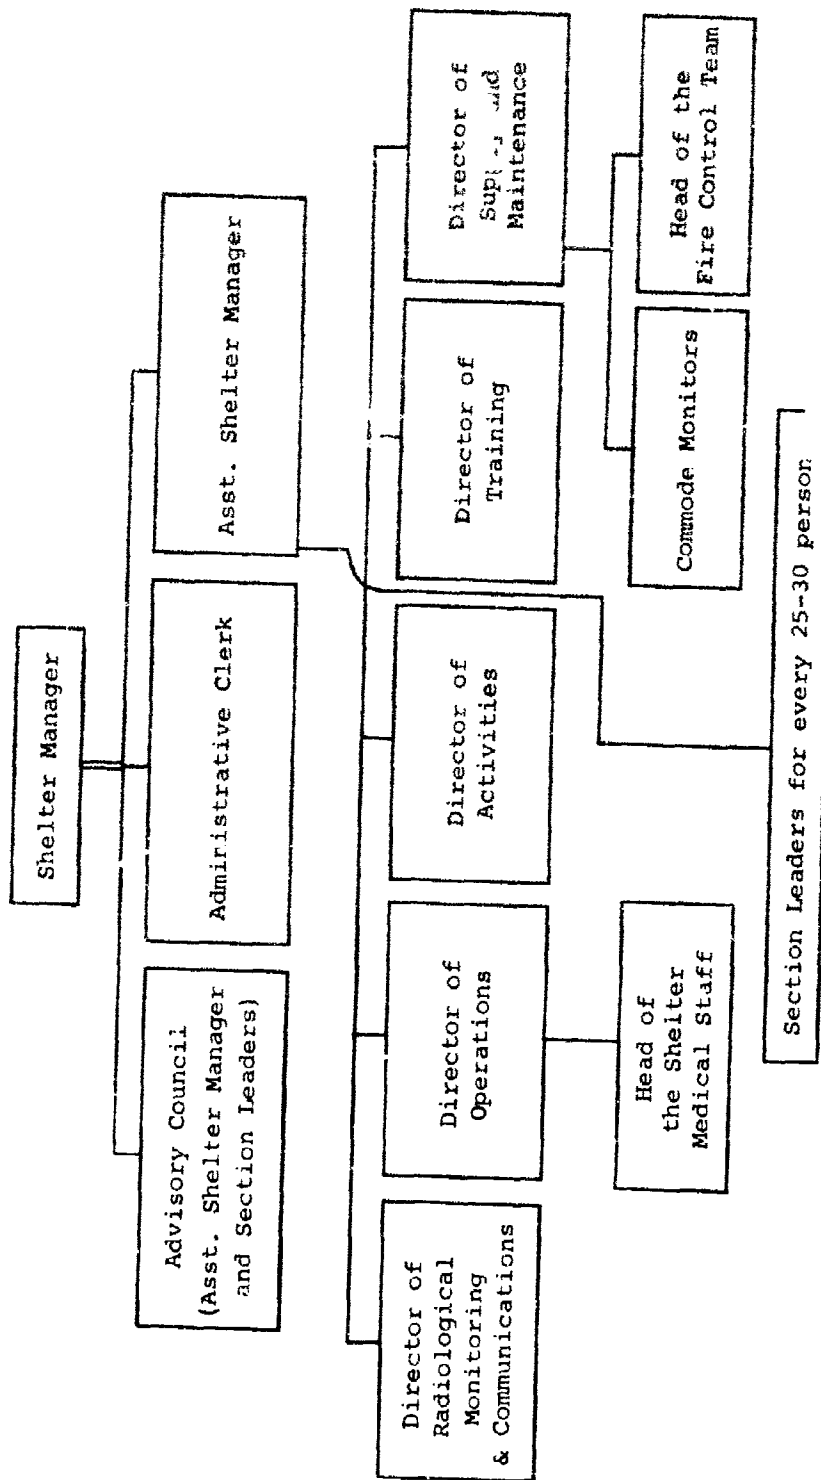 Shelter Manager
Advisory Council
(Asst. Shelter Manager
and Section Leaders)
Administrative Clerk
Asst. Shelter Manager
Director of
Radiological
Monitoring
& Communications
Director of
Operations
Director of
Activities
Director of
Training
Director of
and
Maintenance
Head of
the Shelter
Medical Staff
Commode Monitors
Head of the
Fire Control Team
Section Leaders for every 25-30 person